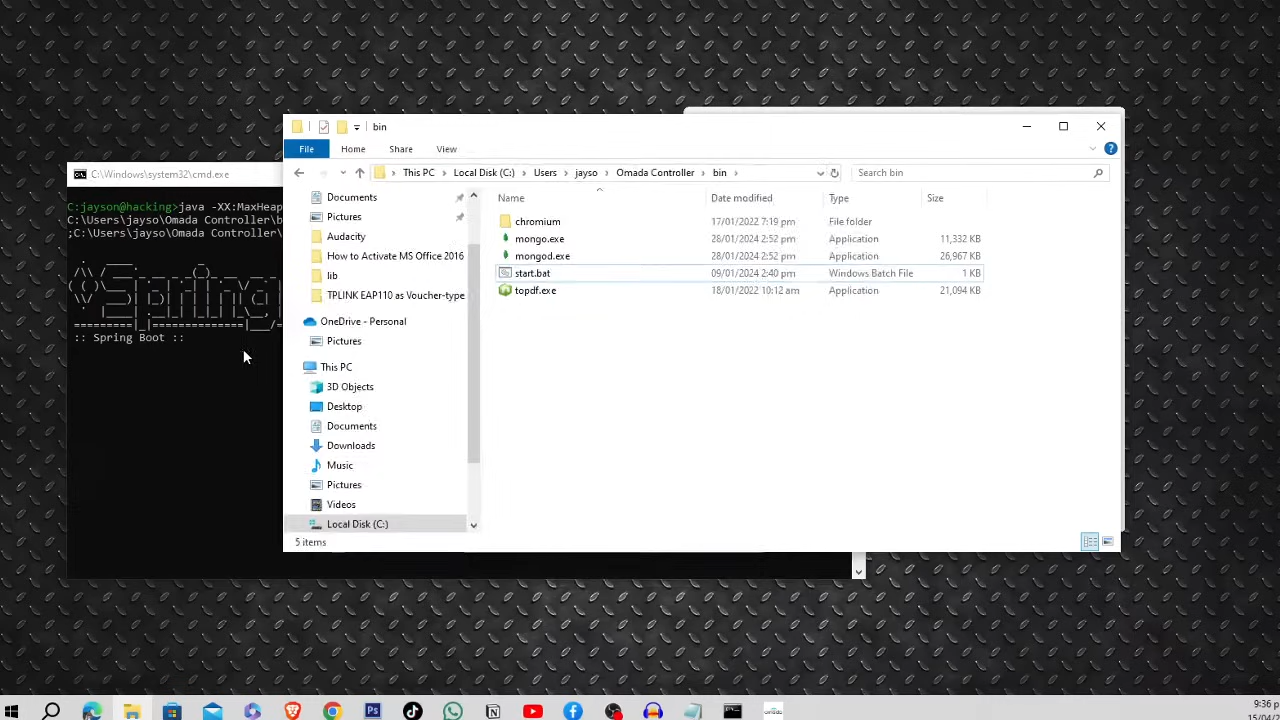 bin
File
Home
Share
View
This PC
Local Disk (C:)
Users
jayso
Omada Controller
bin
Search bin
Documents
Pictures
Audacity
How to Activate MS Office 2016
lib
TPLINK EAP110 as Voucher-type
OneDrive - Personal
Pictures
This PC
3D Objects
Desktop
Documents
Downloads
Music
Pictures
Videos
Local Disk (C:)
Name Date modified Type Size
chromium 17/01/2022 7:19 pm File folder
mongo.exe 28/01/2024 2:52 pm Application 11,332 KB
mongod.exe 28/01/2024 2:52 pm Application 26,967 KB
start.bat 09/01/2024 2:40 pm Windows Batch File 1 KB
topdf.exe 18/01/2022 10:12 am Application 21,094 KB
5 items
C:\Windows\system32\cmd.exe
C:jayson@hacking>java -XX:MaxHeap
C:\Users\jayso\Omada Controller\b
;C:\Users\jayso\Omada Controller\
Spring
:: Spring Boot ::
9:36 p